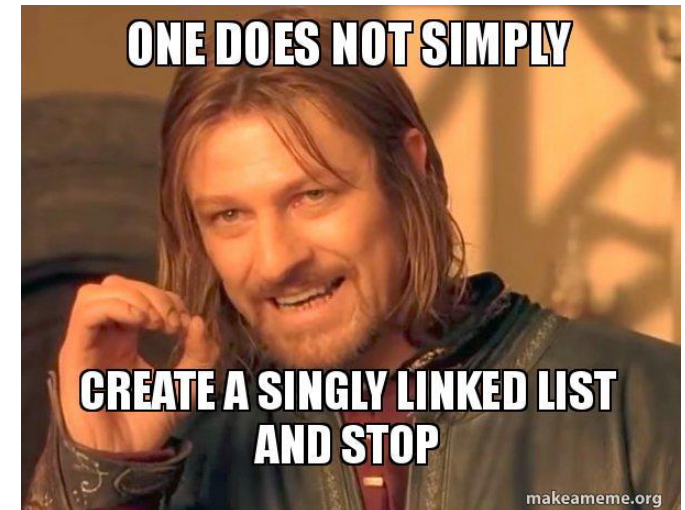 ONE DOES NOT SIMPLY
CREATE A SINGLY LINKED LIST
AND STOP
makeameme.org